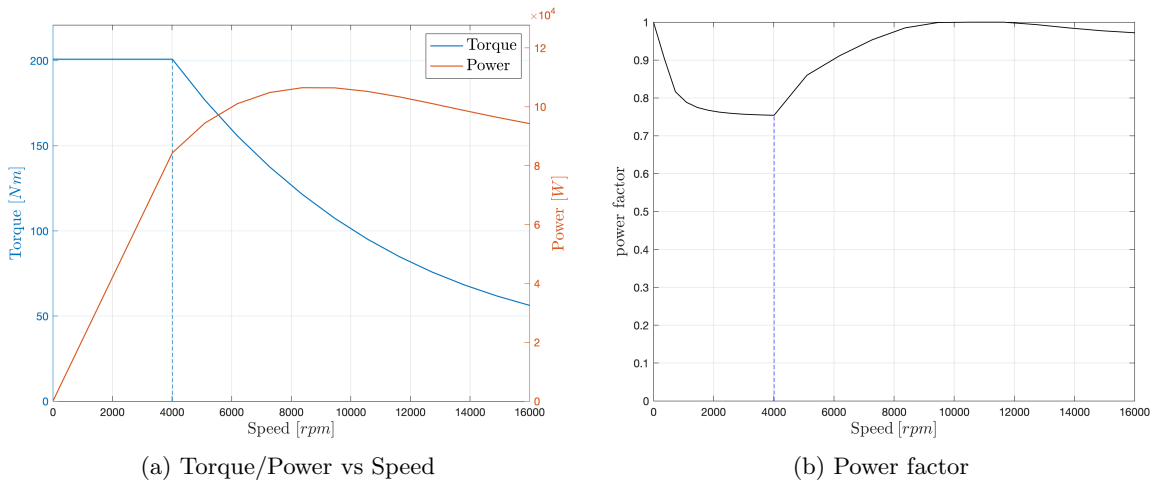 ×10⁴
Torque
Power
Torque [Nm]
200
150
100
50
0
Power [W]
12
10
8
6
4
2
0
0 2000 4000 6000 8000 10000 12000 14000 16000
Speed [rpm]
(a) Torque/Power vs Speed
power factor
1
0.9
0.8
0.7
0.6
0.5
0.4
0.3
0.2
0.1
0
0 2000 4000 6000 8000 10000 12000 14000 16000
Speed [rpm]
(b) Power factor